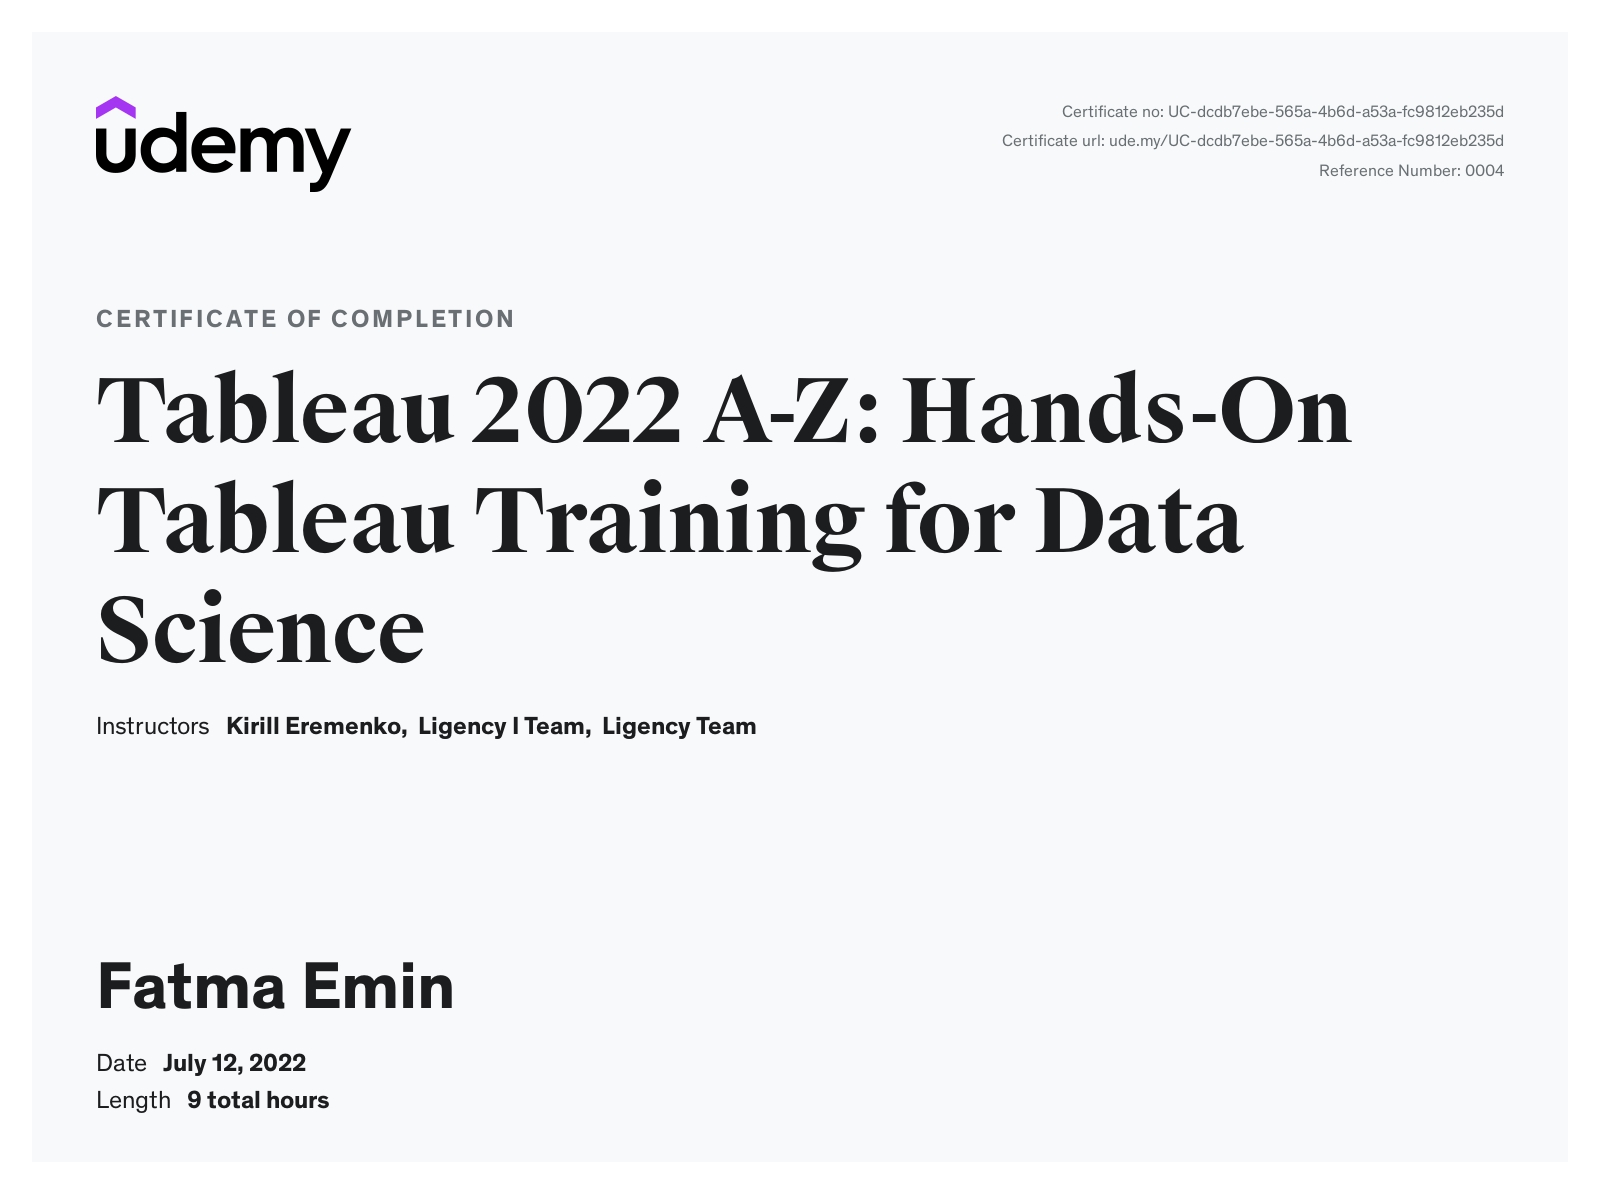 udemy
Certificate no: UC-dcdb7ebe-565a-4b6d-a53a-fc9812eb235d
Certificate url: ude.my/UC-dcdb7ebe-565a-4b6d-a53a-fc9812eb235d
Reference Number: 0004
CERTIFICATE OF COMPLETION
Tableau 2022 A-Z: Hands-On
Tableau Training for Data
Science
Instructors Kirill Eremenko, Ligency I Team, Ligency Team
Fatma Emin
Date July 12, 2022
Length 9 total hours